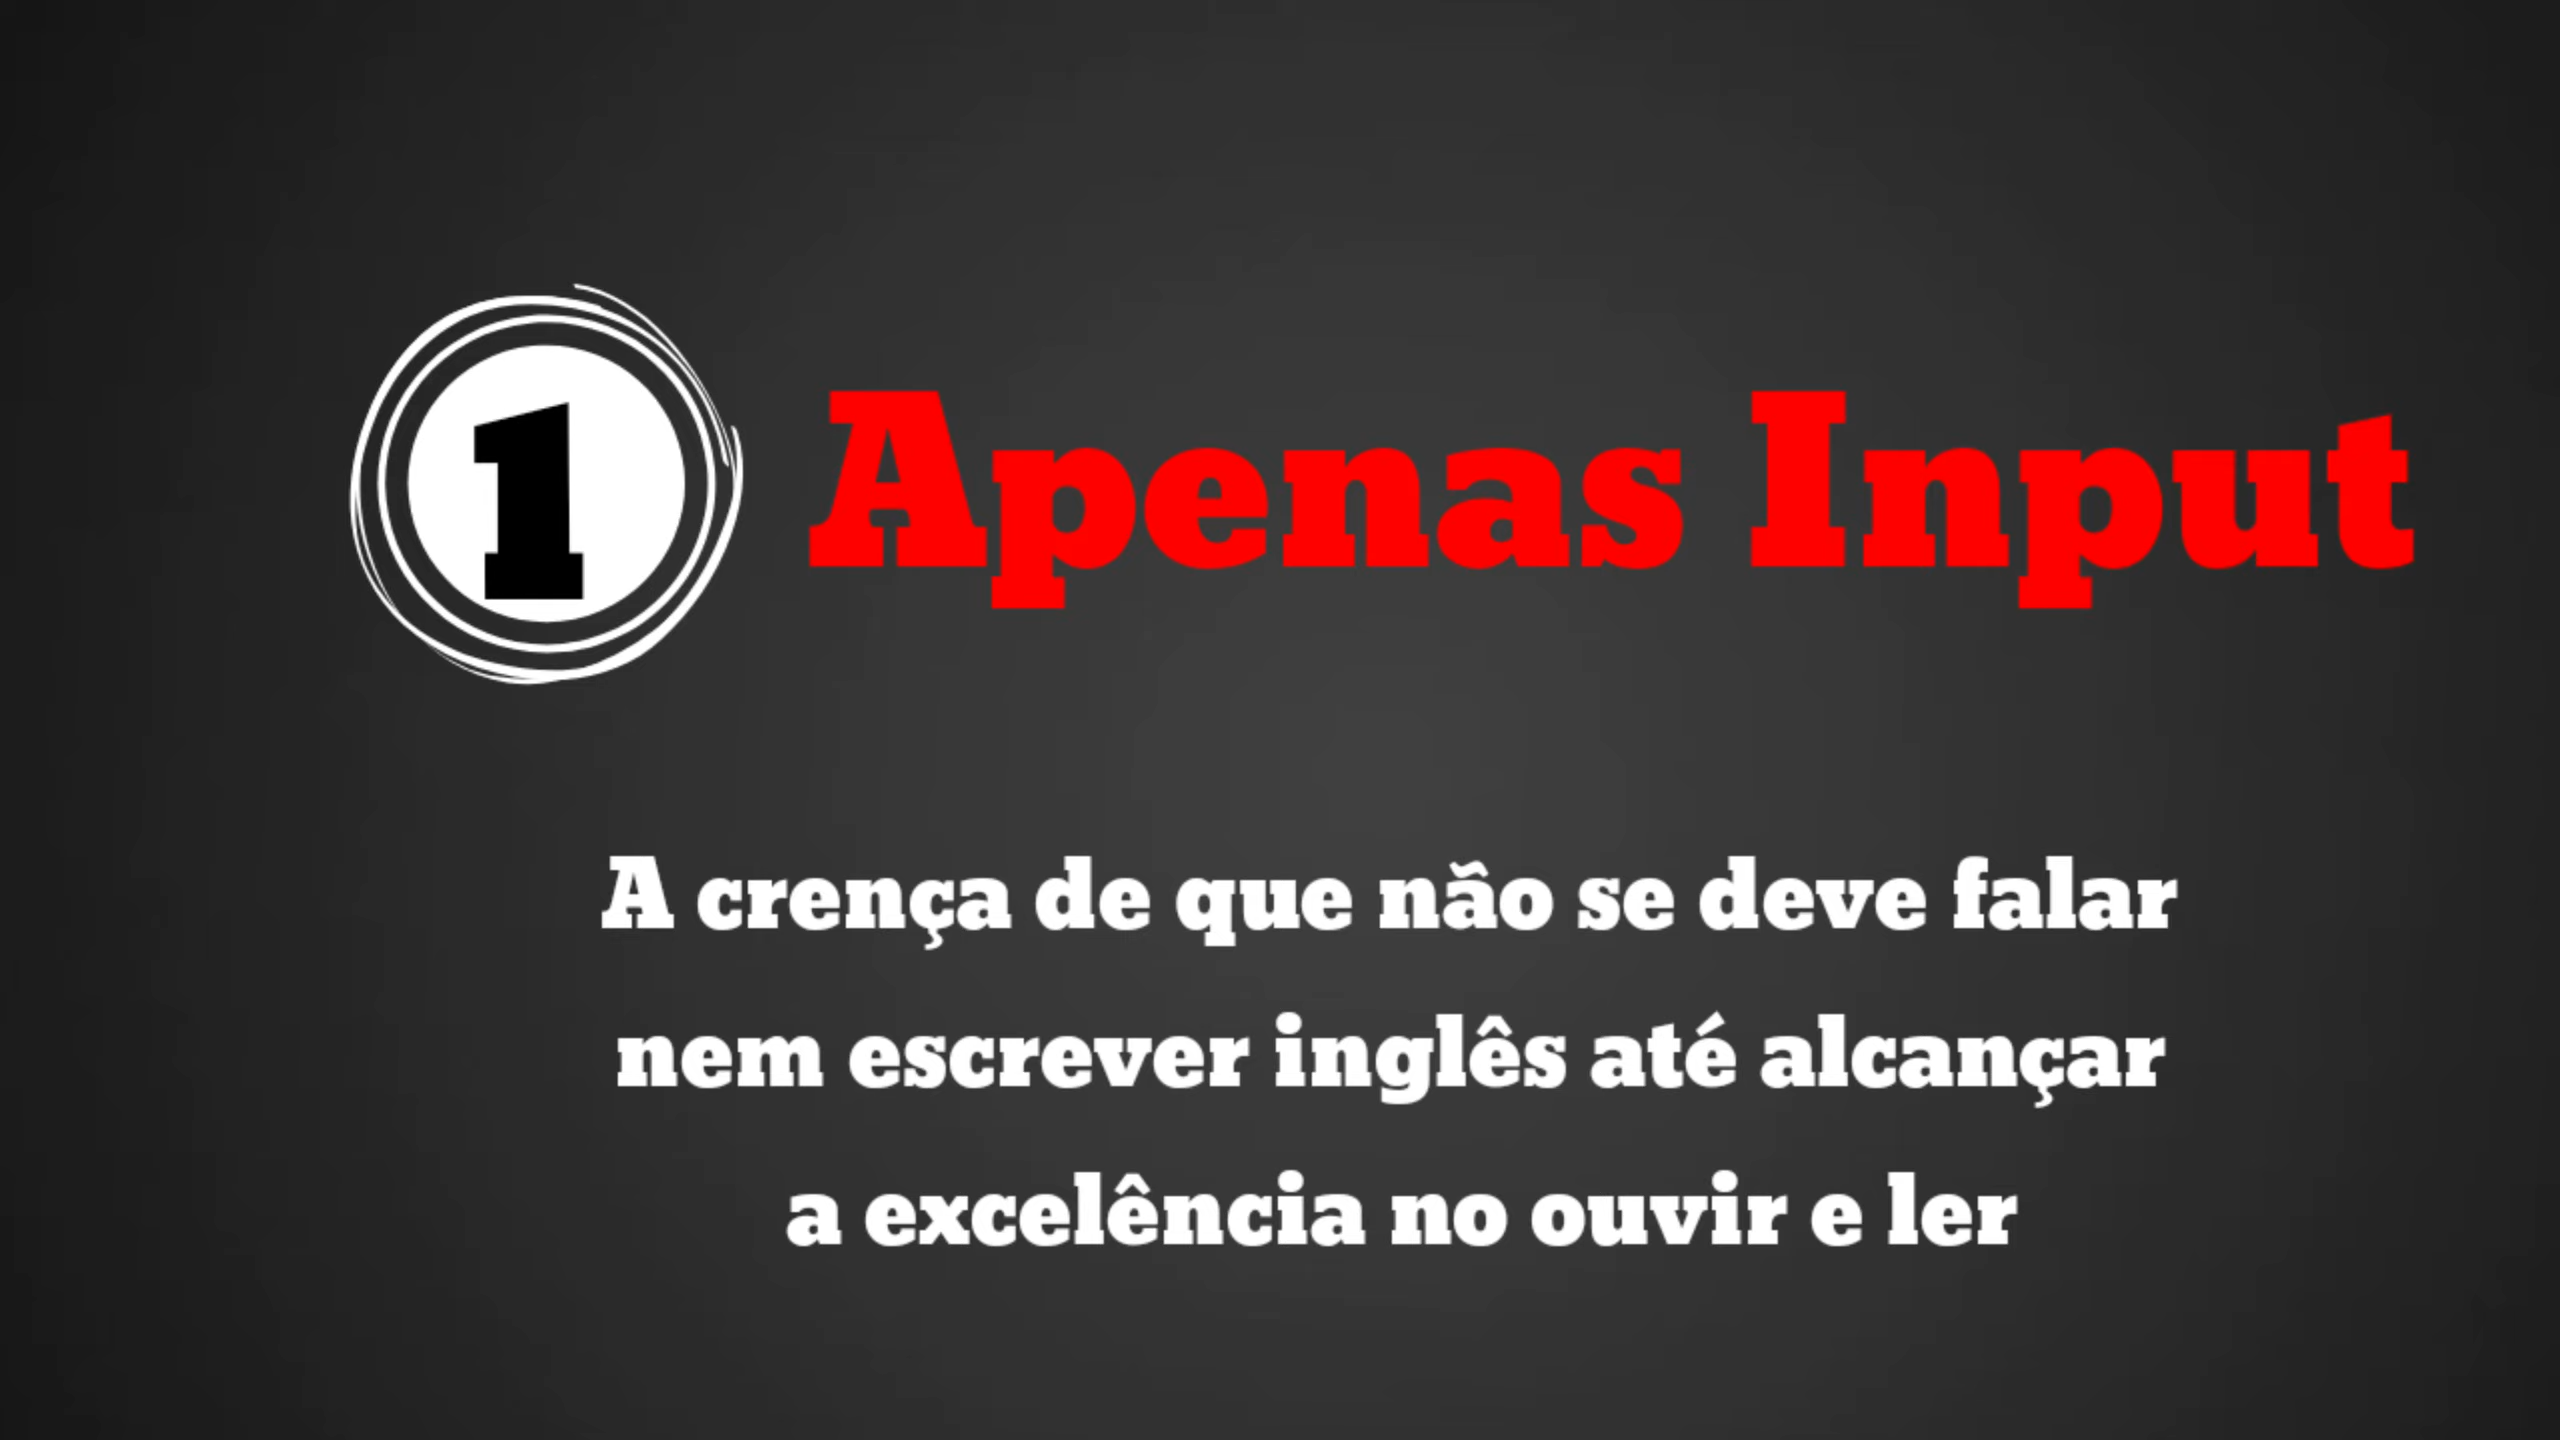 1 Apenas Input
A crença de que não se deve falar
nem escrever inglês até alcançar
a excelência no ouvir e ler